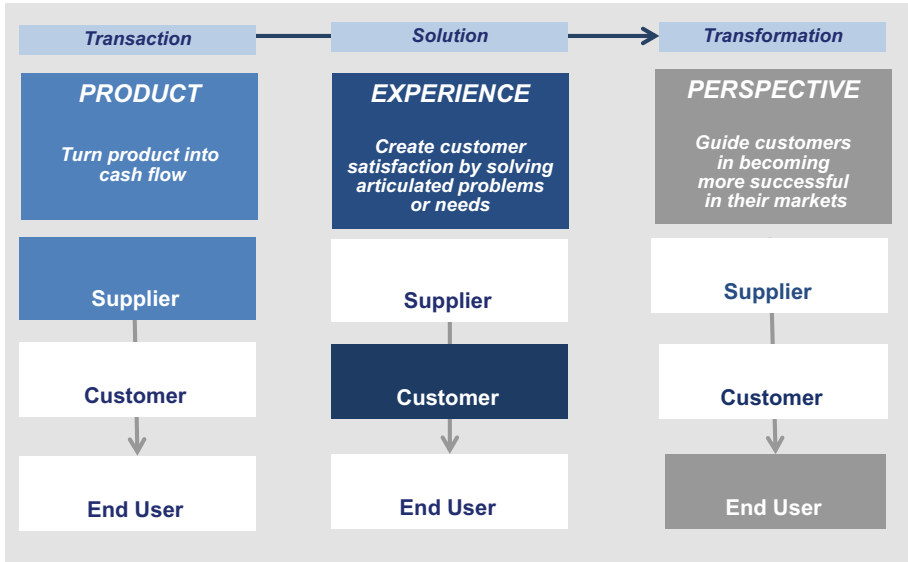 Transaction
Solution
Transformation
PRODUCT
Turn product into
cash flow
EXPERIENCE
Create customer
satisfaction by solving
articulated problems
or needs
PERSPECTIVE
Guide customers
in becoming
more successful
in their markets
Supplier
Supplier
Supplier
Customer
Customer
Customer
End User
End User
End User